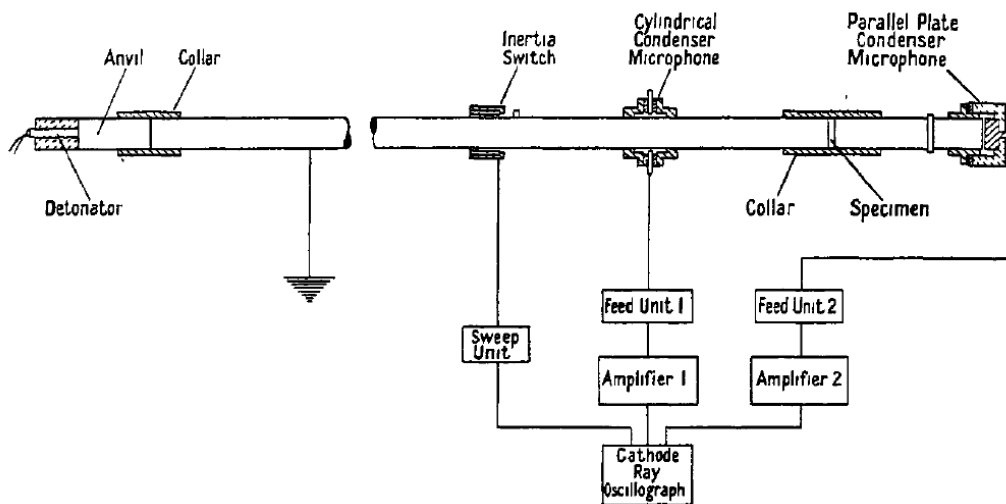 Anvil
Collar
Inertia
Switch
Cylindrical
Condenser
Microphone
Parallel Plate
Condenser
Microphone
Detonator
Collar
Specimen
Feed Unit 1
Feed Unit 2
Sweep
Unit
Amplifier 1
Amplifier 2
Cathode
Ray
Oscillograph